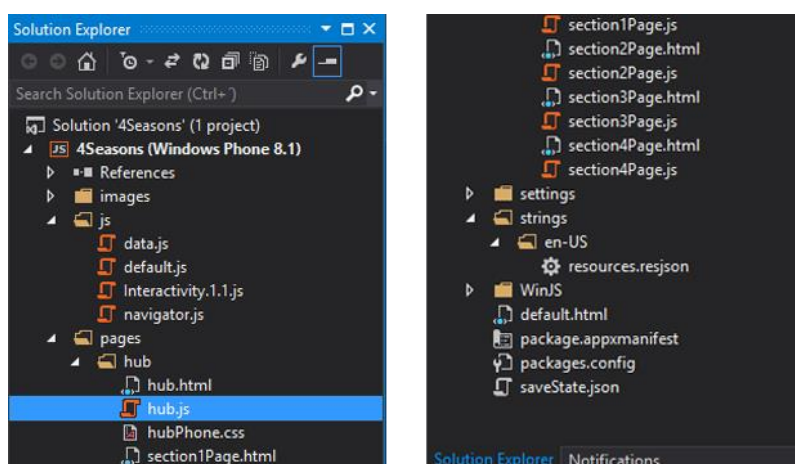 Solution Explorer
Search Solution Explorer (Ctrl+´)
Solution '4Seasons' (1 project)
JS 4Seasons (Windows Phone 8.1)
References
images
js
data.js
default.js
Interactivity.1.1.js
navigator.js
pages
hub
hub.html
hub.js
hubPhone.css
section1Page.html
section1Page.js
section2Page.html
section2Page.js
section3Page.html
section3Page.js
section4Page.html
section4Page.js
settings
strings
en-US
resources.resjson
WinJS
default.html
package.appxmanifest
packages.config
saveState.json
Solution Explorer Notifications